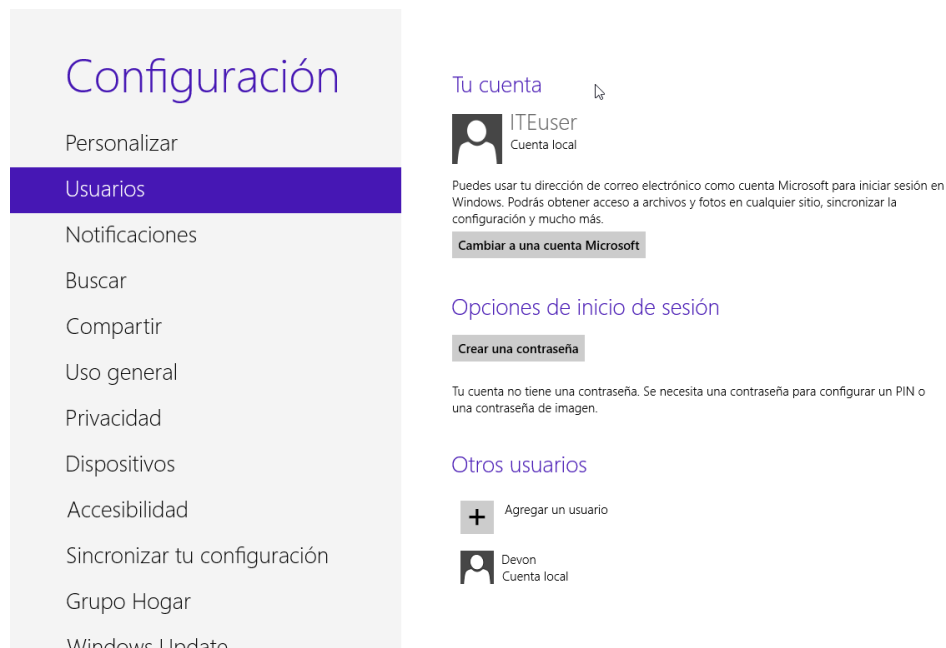 Configuración
Personalizar
Usuarios
Notificaciones
Buscar
Compartir
Uso general
Privacidad
Dispositivos
Accesibilidad
Sincronizar tu configuración
Grupo Hogar
Windows Update
Tu cuenta
ITEuser
Cuenta local
Puedes usar tu dirección de correo electrónico como cuenta Microsoft para iniciar sesión en
Windows. Podrás obtener acceso a archivos y fotos en cualquier sitio, sincronizar la
configuración y mucho más.
Cambiar a una cuenta Microsoft
Opciones de inicio de sesión
Crear una contraseña
Tu cuenta no tiene una contraseña. Se necesita una contraseña para configurar un PIN o
una contraseña de imagen.
Otros usuarios
Agregar un usuario
Devon
Cuenta local